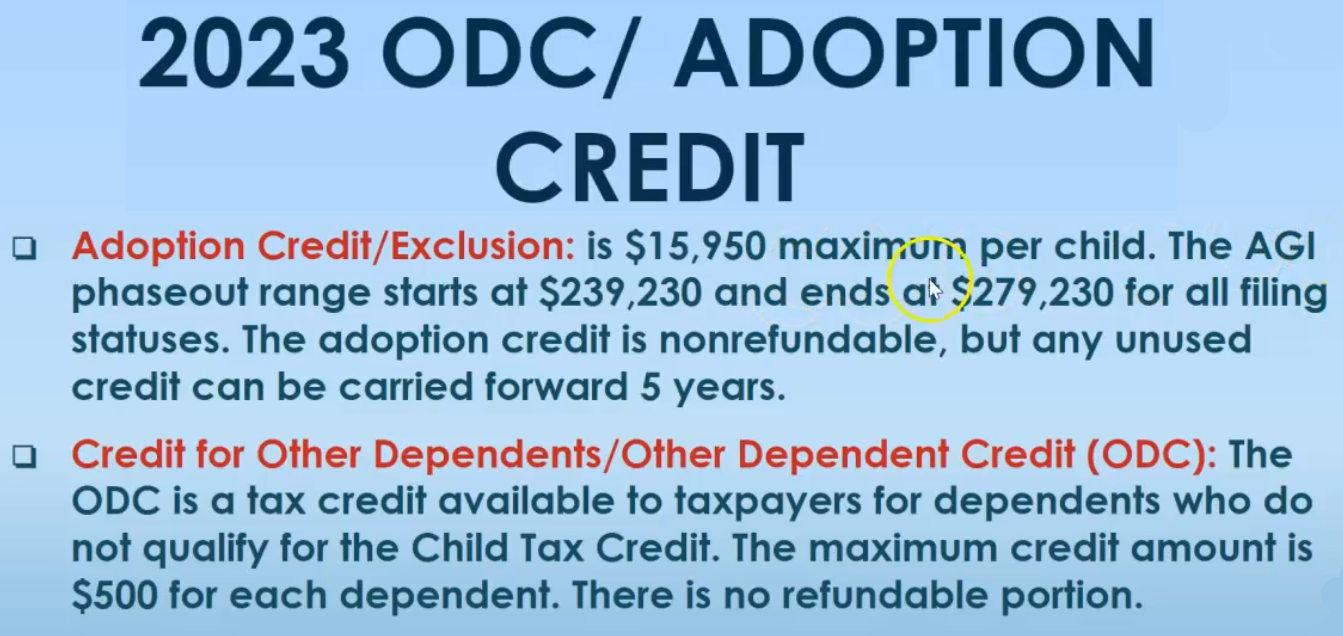 2023 ODC/ ADOPTION
CREDIT
❑ Adoption Credit/Exclusion: is $15,950 maximum per child. The AGI
phaseout range starts at $239,230 and ends at $279,230 for all filing
statuses. The adoption credit is nonrefundable, but any unused
credit can be carried forward 5 years.
❑ Credit for Other Dependents/Other Dependent Credit (ODC): The
ODC is a tax credit available to taxpayers for dependents who do
not qualify for the Child Tax Credit. The maximum credit amount is
$500 for each dependent. There is no refundable portion.